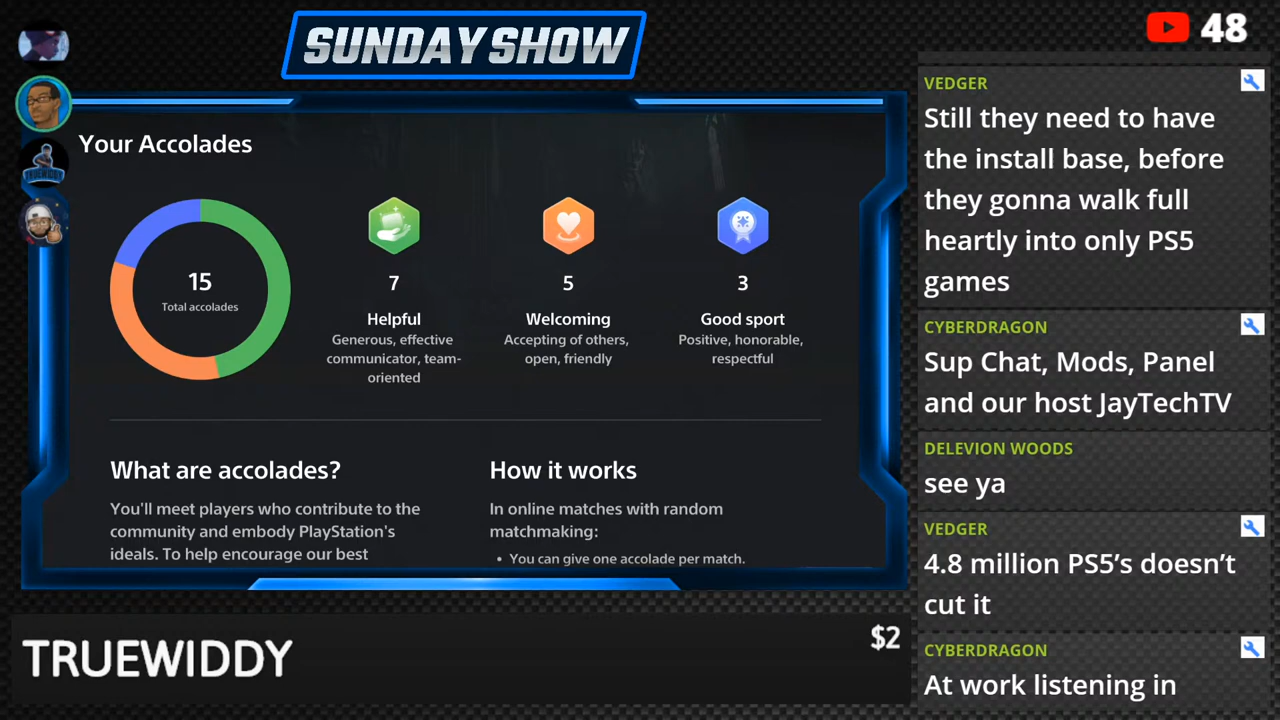 SUNDAY SHOW
48
Your Accolades
15
Total accolades
7
Helpful
Generous, effective
communicator, team-
oriented
5
Welcoming
Accepting of others,
open, friendly
3
Good sport
Positive, honorable,
respectful
What are accolades?
You'll meet players who contribute to the
community and embody PlayStation's
ideals. To help encourage our best
How it works
In online matches with random
matchmaking:
• You can give one accolade per match.
TRUEWIDDY
TRUEWIDDY
$2
VEDGER
Still they need to have
the install base, before
they gonna walk full
heartly into only PS5
games
CYBERDRAGON
Sup Chat, Mods, Panel
and our host JayTechTV
DELEVION WOODS
see ya
VEDGER
4.8 million PS5’s doesn’t
cut it
CYBERDRAGON
At work listening in